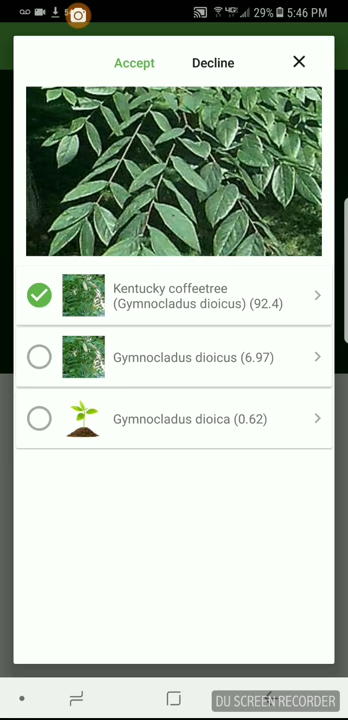 29% 5:46 PM
Accept Decline
Kentucky coffeetree
(Gymnocladus dioicus) (92.4)
Gymnocladus dioicus (6.97)
Gymnocladus dioica (0.62)
DU SCREEN RECORDER